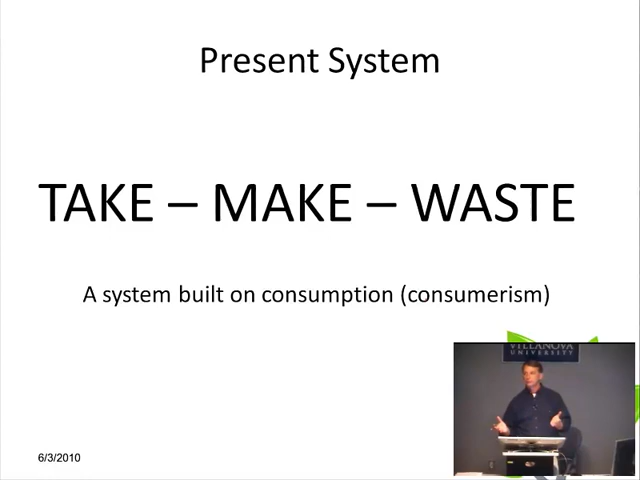 Present System
TAKE – MAKE – WASTE
A system built on consumption (consumerism)
VILLANOVA
UNIVERSITY
6/3/2010